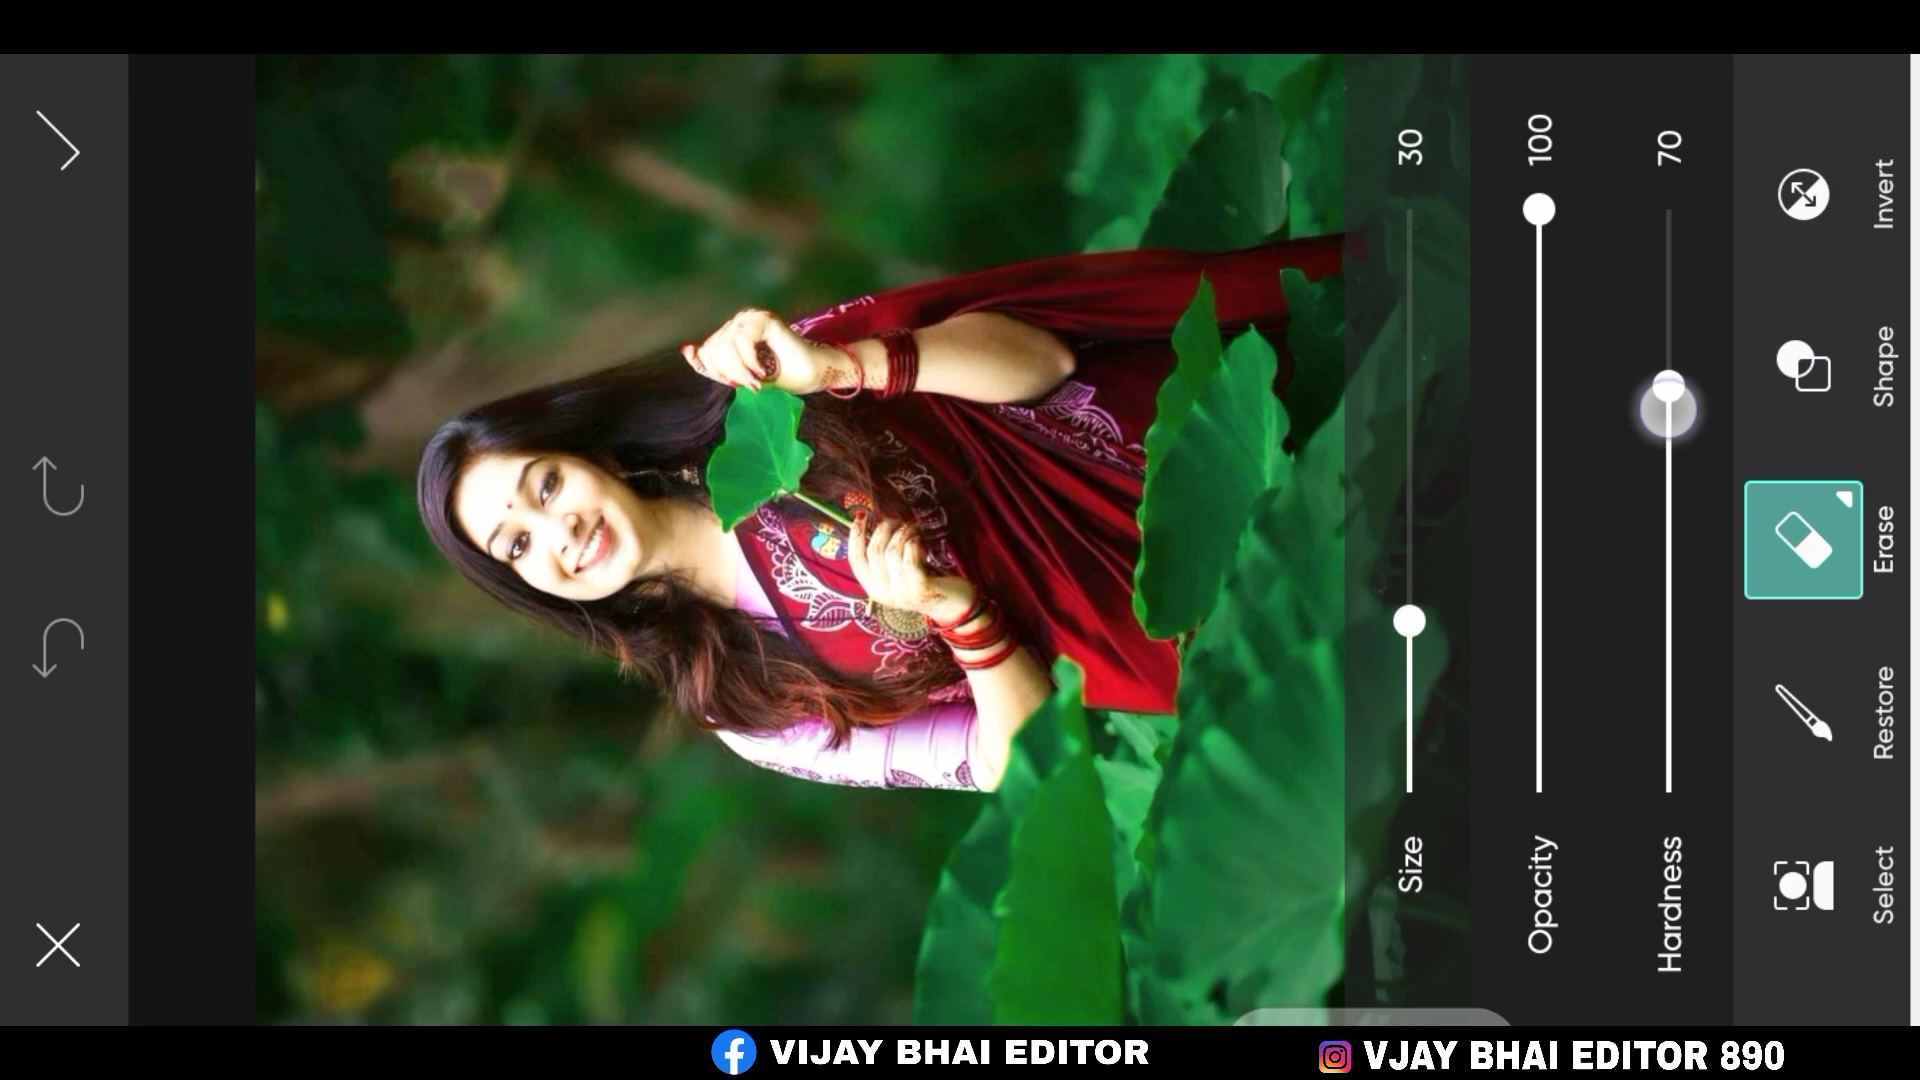 30
100
70
Size
Opacity
Hardness
Invert
Shape
Erase
Restore
Select
VIJAY BHAI EDITOR
VJAY BHAI EDITOR 890